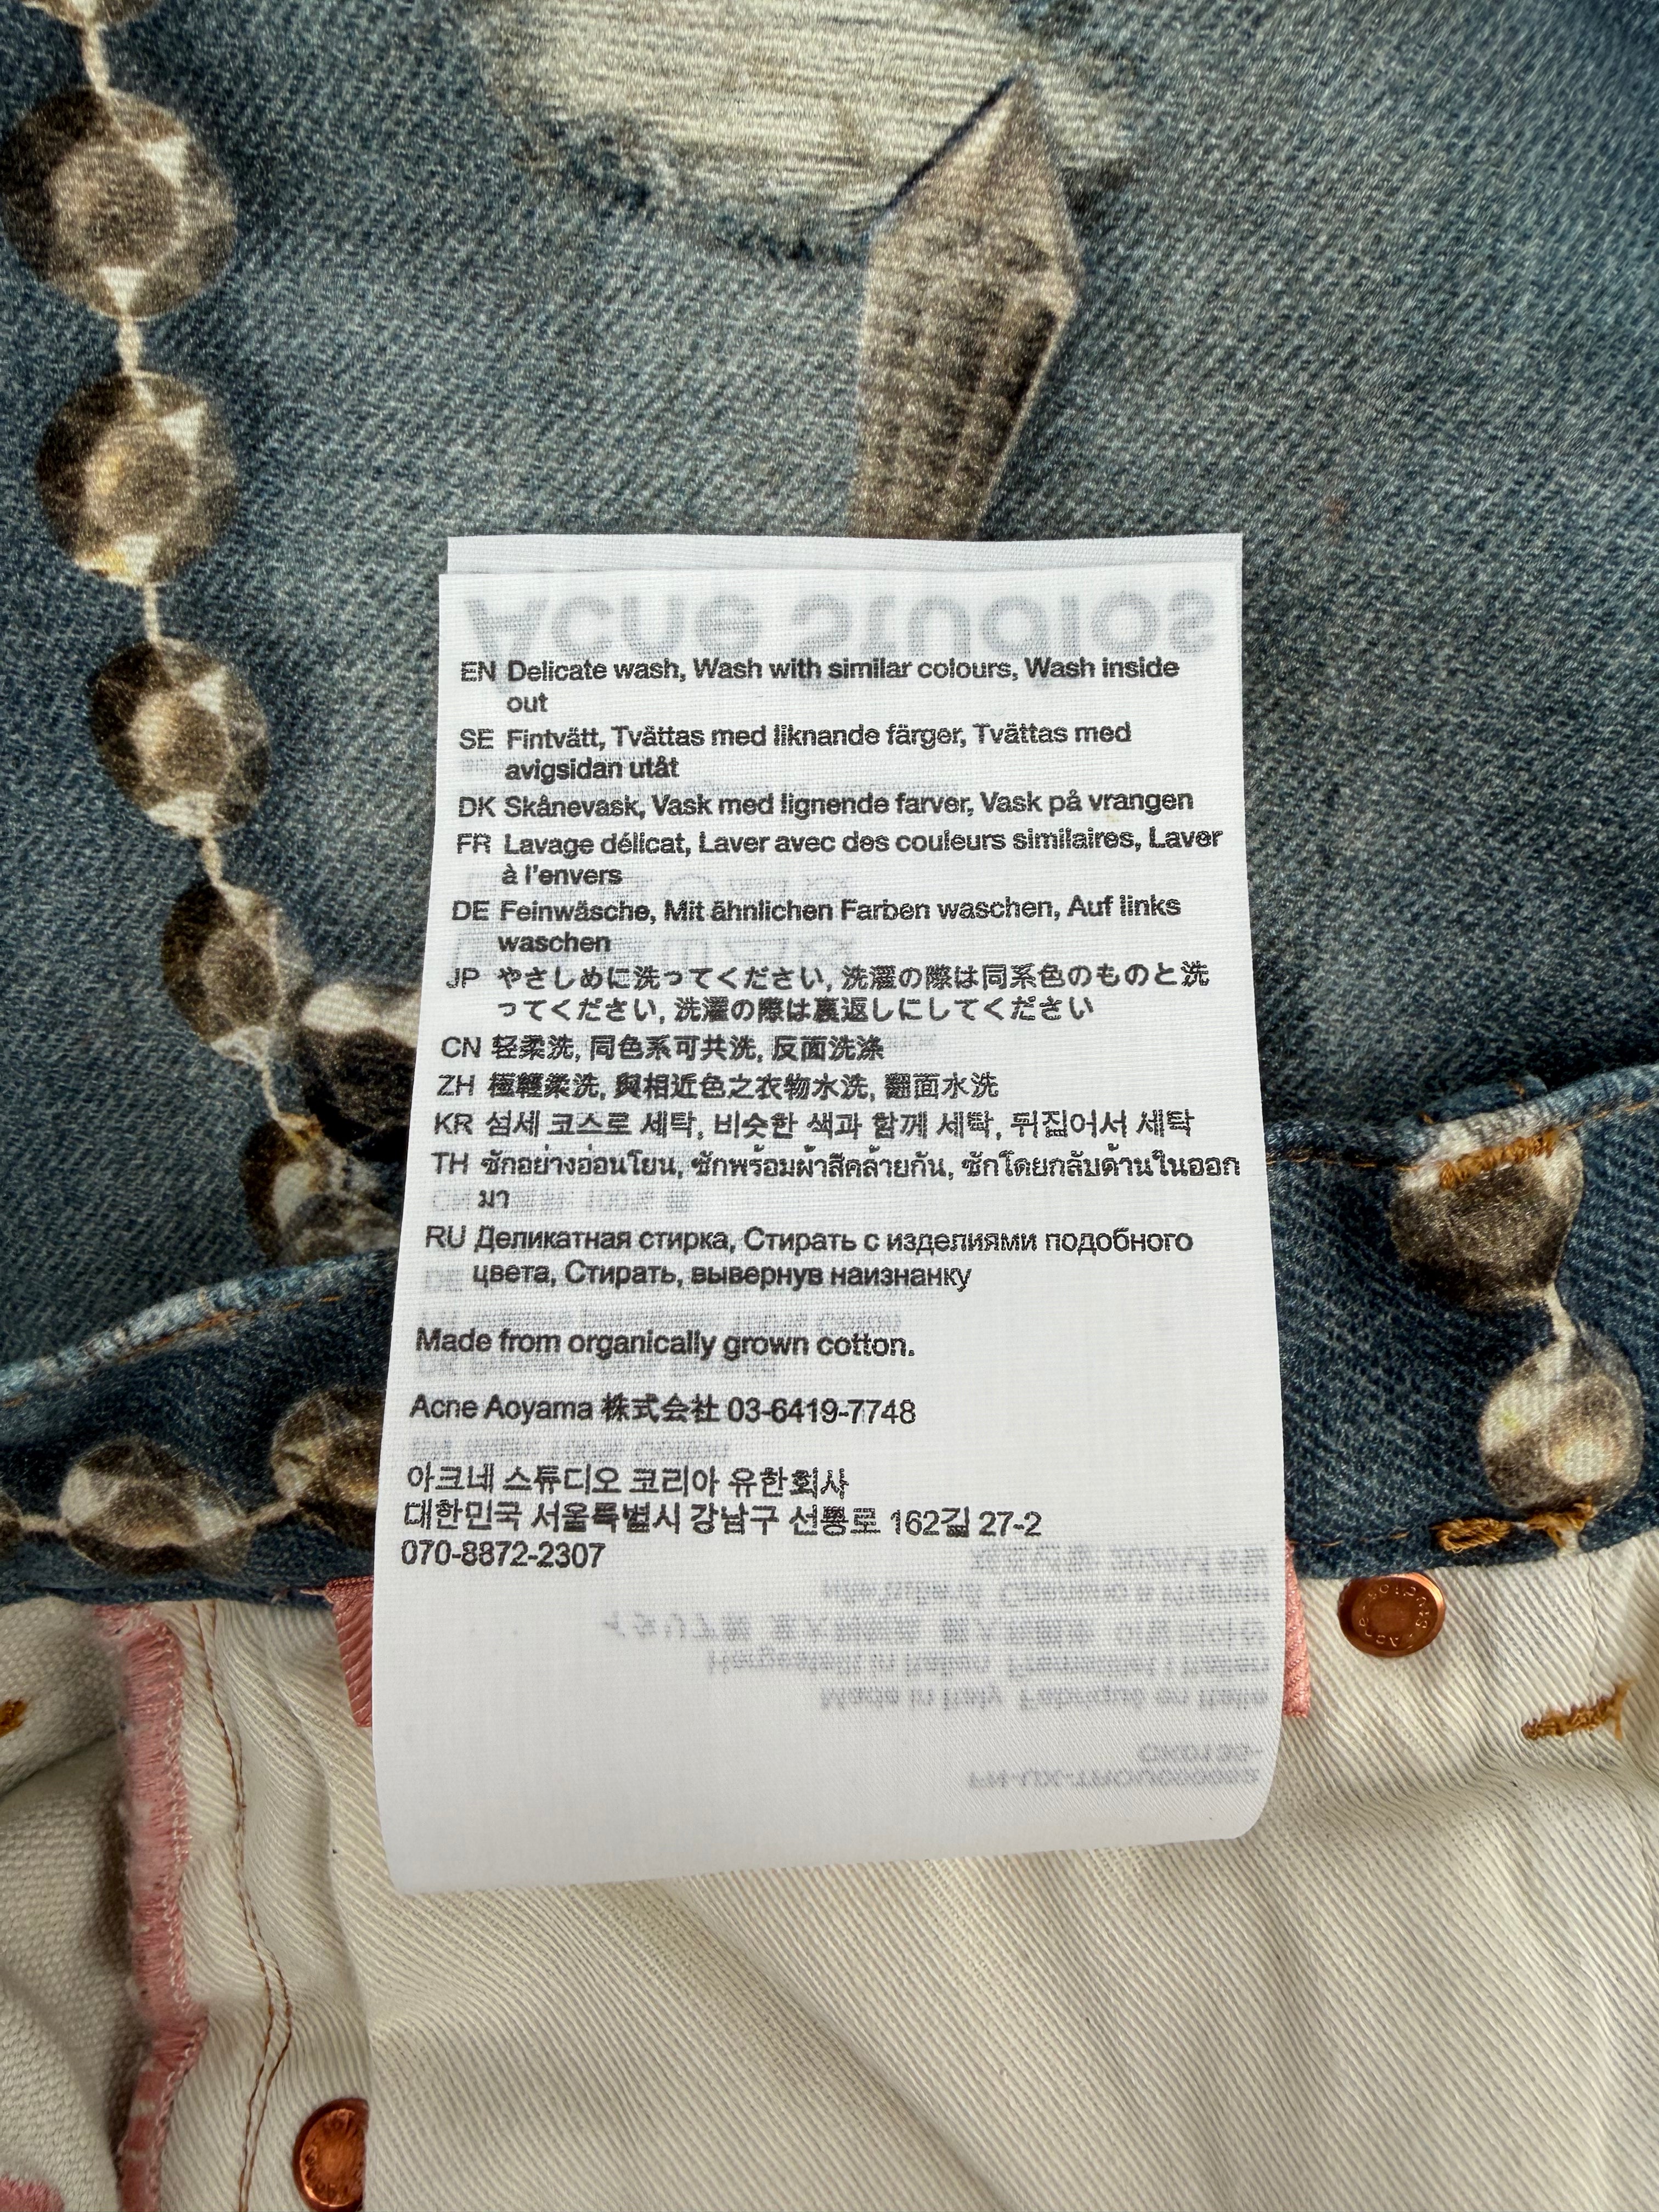 EN Delicate wash, Wash with similar colours, Wash inside
out
SE Fintvätt, Tvättas med liknande färger, Tvättas med
avigsidan utåt
DK Skånevask, Vask med lignende farver, Vask på vrangen
FR Lavage délicat, Laver avec des couleurs similaires, Laver
à l'envers
DE Feinwäsche, Mit ähnlichen Farben waschen, Auf links
waschen
JP やさしめに洗ってください, 洗濯の際は同系色のものと洗
ってください, 洗濯の際は裏返しにしてください
CN 轻柔洗, 同色系可共洗, 反面洗涤
ZH 極輕柔洗, 與相近色之衣物水洗, 翻面水洗
KR 섬세 코스로 세탁, 비슷한 색과 함께 세탁, 뒤집어서 세탁
TH ซักอย่างอ่อนโยน, ซักพร้อมผ้าสีคล้ายกัน, ซักโดยกลับด้านในออก
มา
RU Деликатная стирка, Стирать с изделиями подобного
цвета, Стирать, вывернув наизнанку
Made from organically grown cotton.
Acne Aoyama 株式会社 03-6419-7748
아크네 스튜디오 코리아 유한회사
대한민국 서울특별시 강남구 선릉로 162길 27-2
070-8872-2307
Acne Studios
Made in Italy Fabriqué en Italie
FN-UX-TROU000022